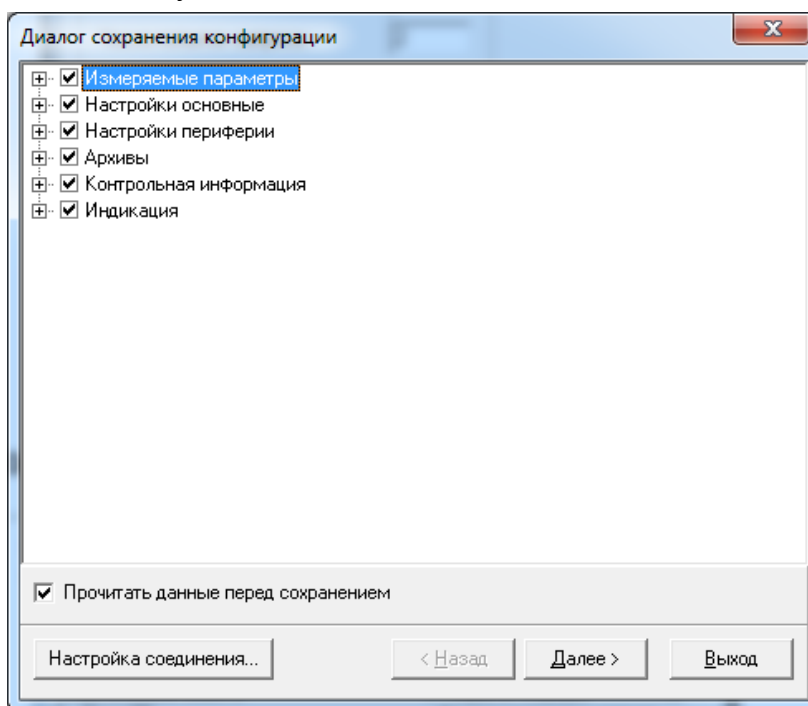 Диалог сохранения конфигурации
Измеряемые параметры
Настройки основные
Настройки периферии
Архивы
Контрольная информация
Индикация
Прочитать данные перед сохранением
Настройка соединения... < Назад Далее > Выход